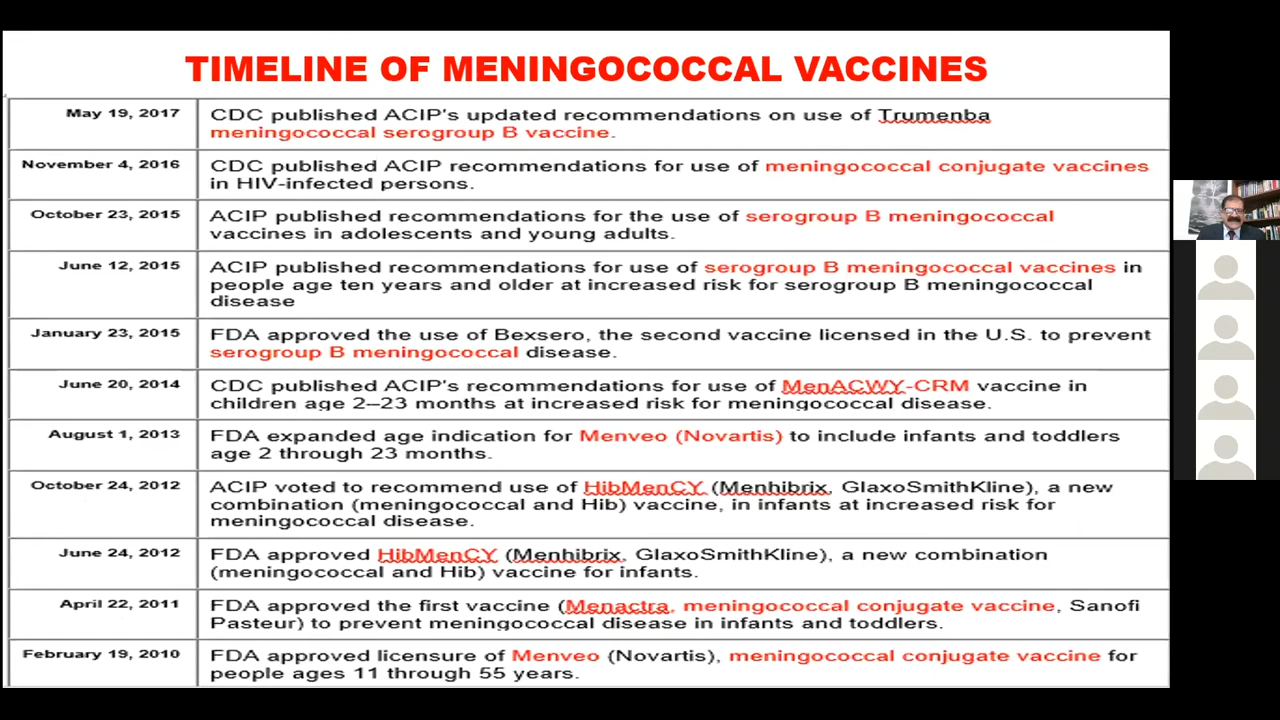 TIMELINE OF MENINGOCOCCAL VACCINES
May 19, 2017
CDC published ACIP's updated recommendations on use of Trumenba
meningococcal serogroup B vaccine.
November 4, 2016
CDC published ACIP recommendations for use of meningococcal conjugate vaccines
in HIV-infected persons.
October 23, 2015
ACIP published recommendations for the use of serogroup B meningococcal
vaccines in adolescents and young adults.
June 12, 2015
ACIP published recommendations for use of serogroup B meningococcal vaccines in
people age ten years and older at increased risk for serogroup B meningococcal
disease
January 23, 2015
FDA approved the use of Bexsero, the second vaccine licensed in the U.S. to prevent
serogroup B meningococcal disease.
June 20, 2014
CDC published ACIP's recommendations for use of MenACWY-CRM vaccine in
children age 2–23 months at increased risk for meningococcal disease.
August 1, 2013
FDA expanded age indication for Menveo (Novartis) to include infants and toddlers
age 2 through 23 months.
October 24, 2012
ACIP voted to recommend use of HibMenCY (Menhibrix, GlaxoSmithKline), a new
combination (meningococcal and Hib) vaccine, in infants at increased risk for
meningococcal disease.
June 24, 2012
FDA approved HibMenCY (Menhibrix, GlaxoSmithKline), a new combination
(meningococcal and Hib) vaccine for infants.
April 22, 2011
FDA approved the first vaccine (Menactra, meningococcal conjugate vaccine, Sanofi
Pasteur) to prevent meningococcal disease in infants and toddlers.
February 19, 2010
FDA approved licensure of Menveo (Novartis), meningococcal conjugate vaccine for
people ages 11 through 55 years.